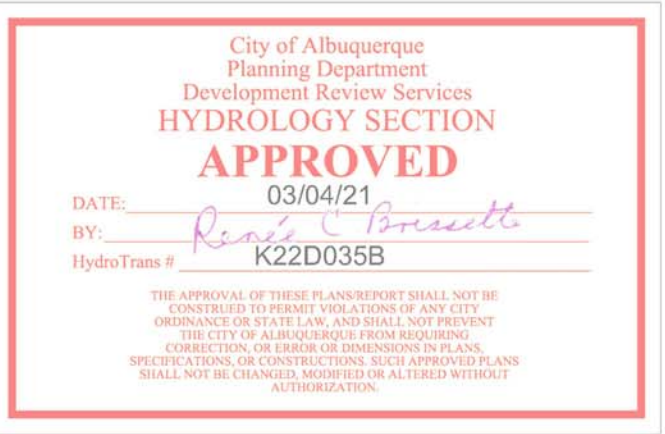 City of Albuquerque
Planning Department
Development Review Services
HYDROLOGY SECTION
APPROVED
DATE: 03/04/21
BY: Renée C Brissette
HydroTrans # K22D035B
THE APPROVAL OF THESE PLANS/REPORT SHALL NOT BE
CONSTRUED TO PERMIT VIOLATIONS OF ANY CITY
ORDINANCE OR STATE LAW, AND SHALL NOT PREVENT
THE CITY OF ALBUQUERQUE FROM REQUIRING
CORRECTION, OR ERROR OR DIMENSIONS IN PLANS,
SPECIFICATIONS, OR CONSTRUCTIONS. SUCH APPROVED PLANS
SHALL NOT BE CHANGED, MODIFIED OR ALTERED WITHOUT
AUTHORIZATION.